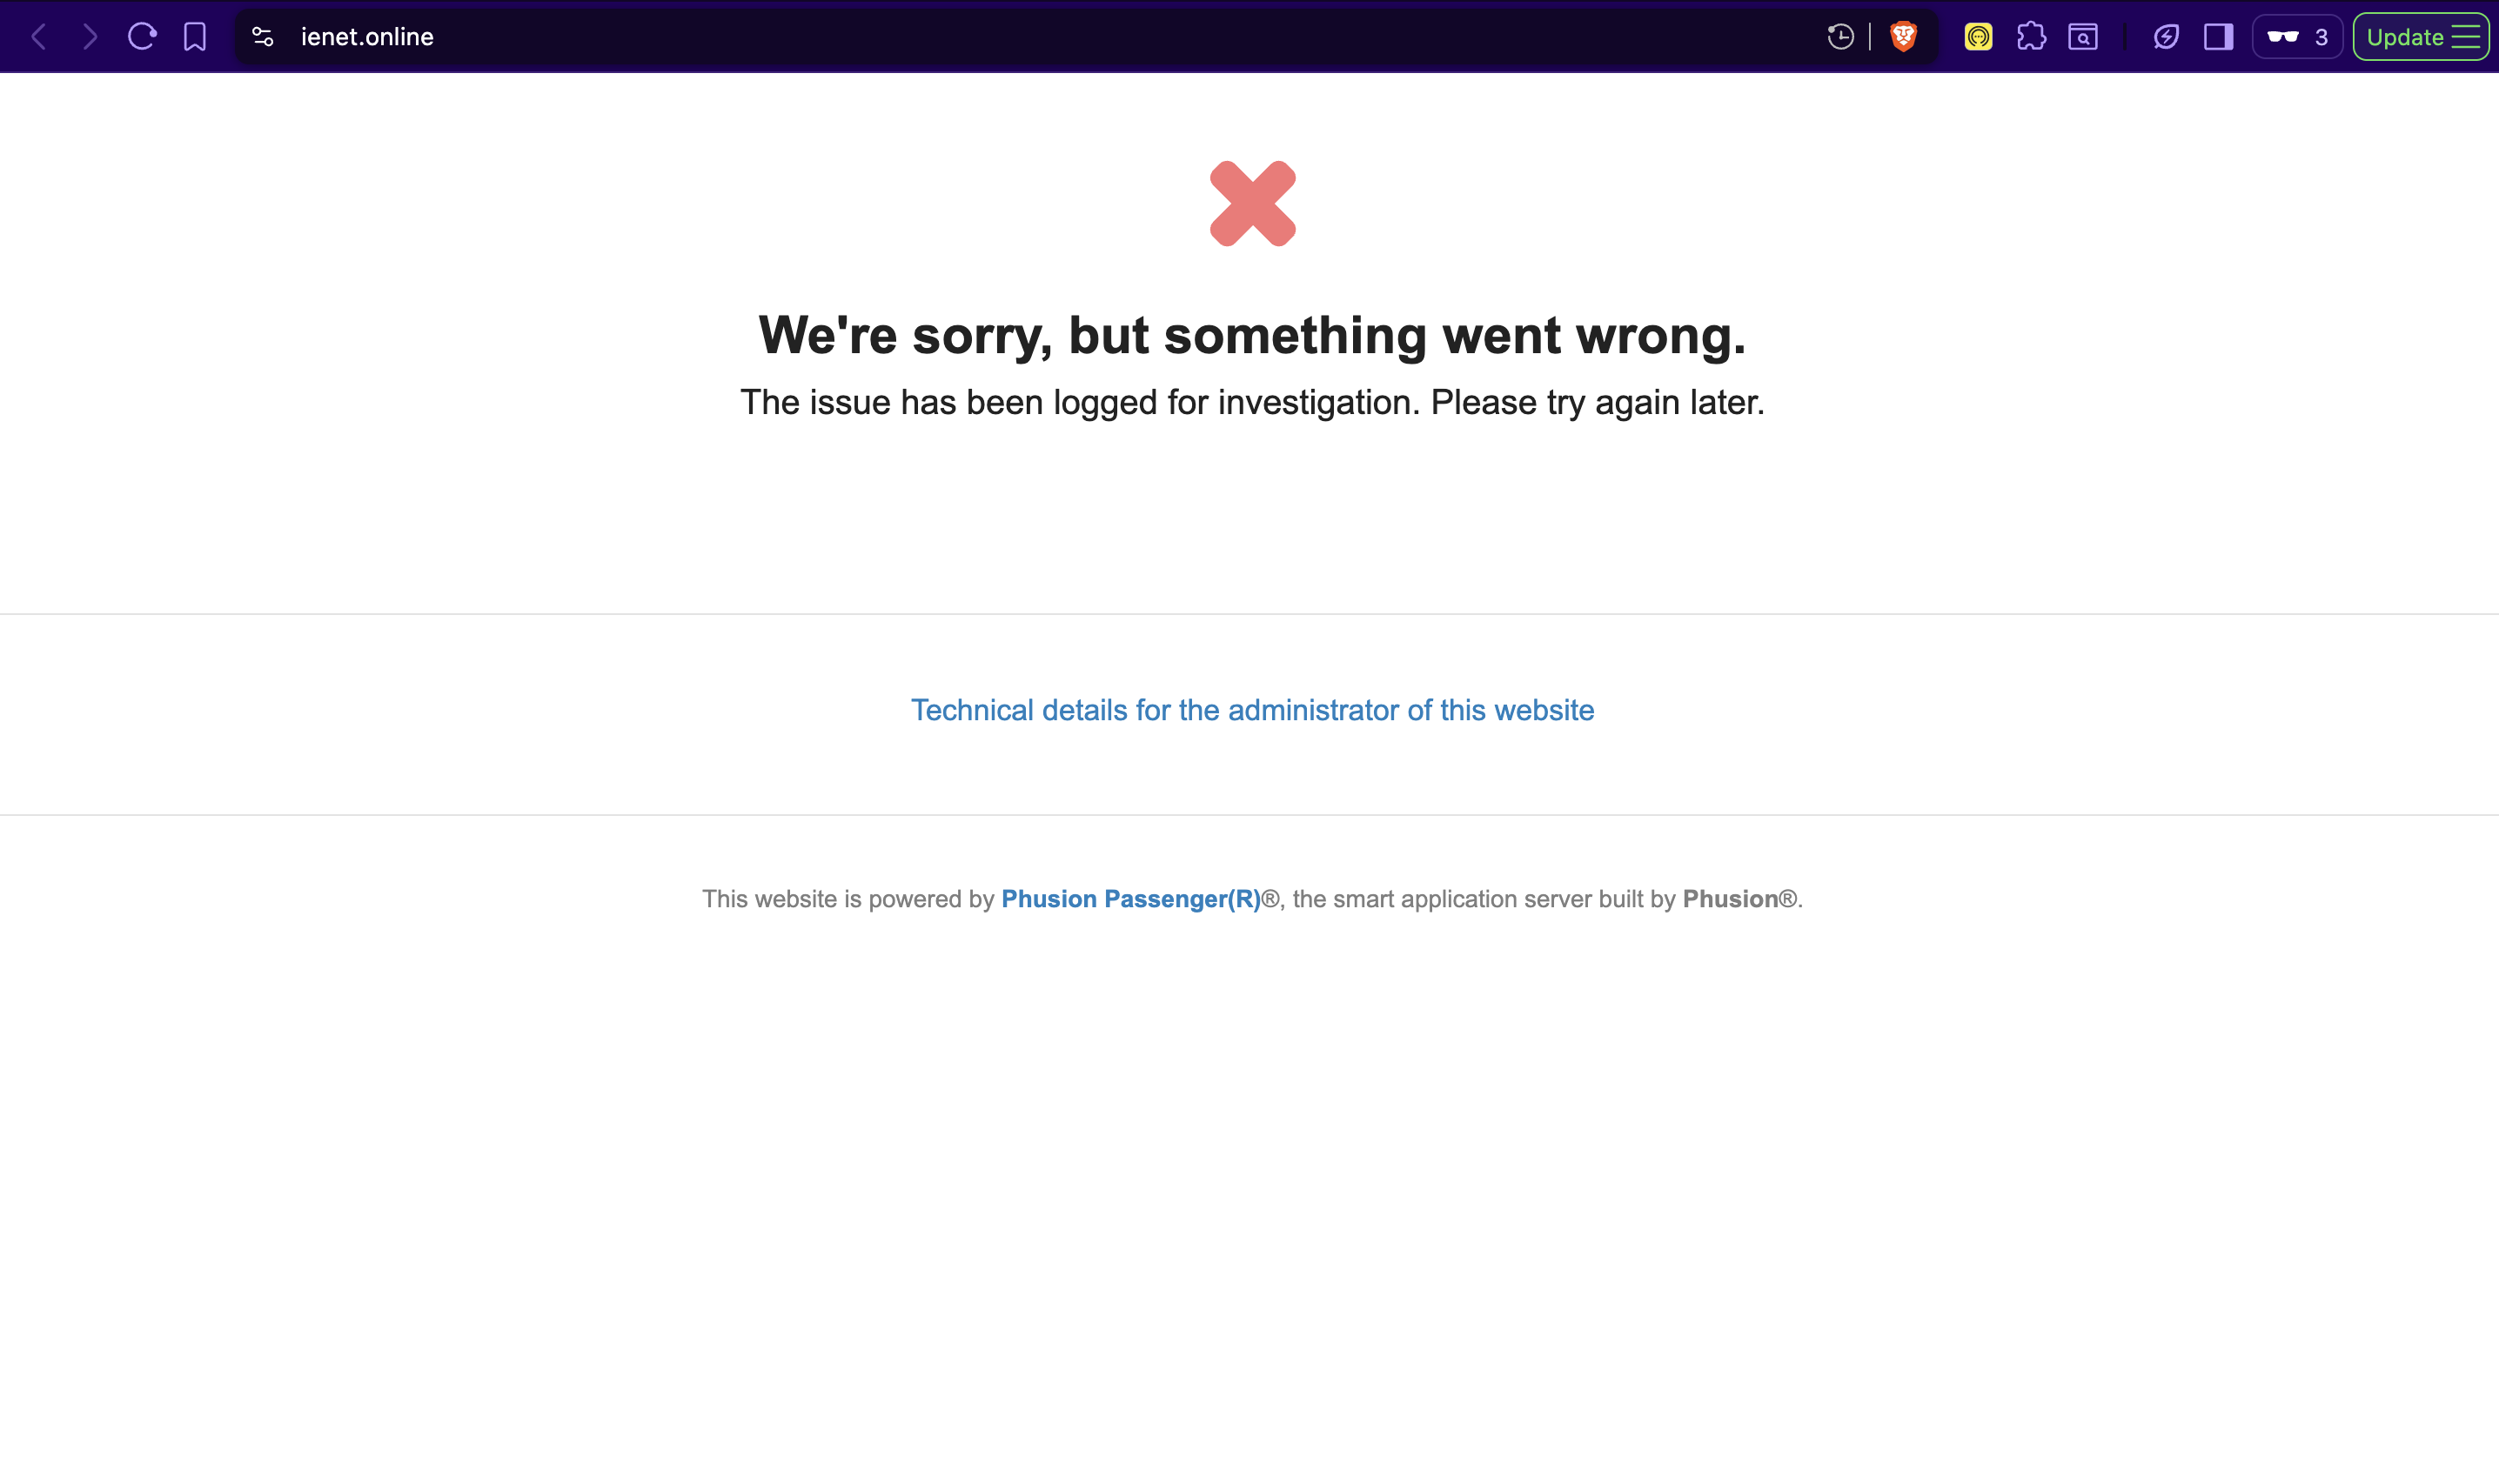 ienet.online
3
Update
We're sorry, but something went wrong.
The issue has been logged for investigation. Please try again later.
Technical details for the administrator of this website
This website is powered by Phusion Passenger(R)®, the smart application server built by Phusion®.